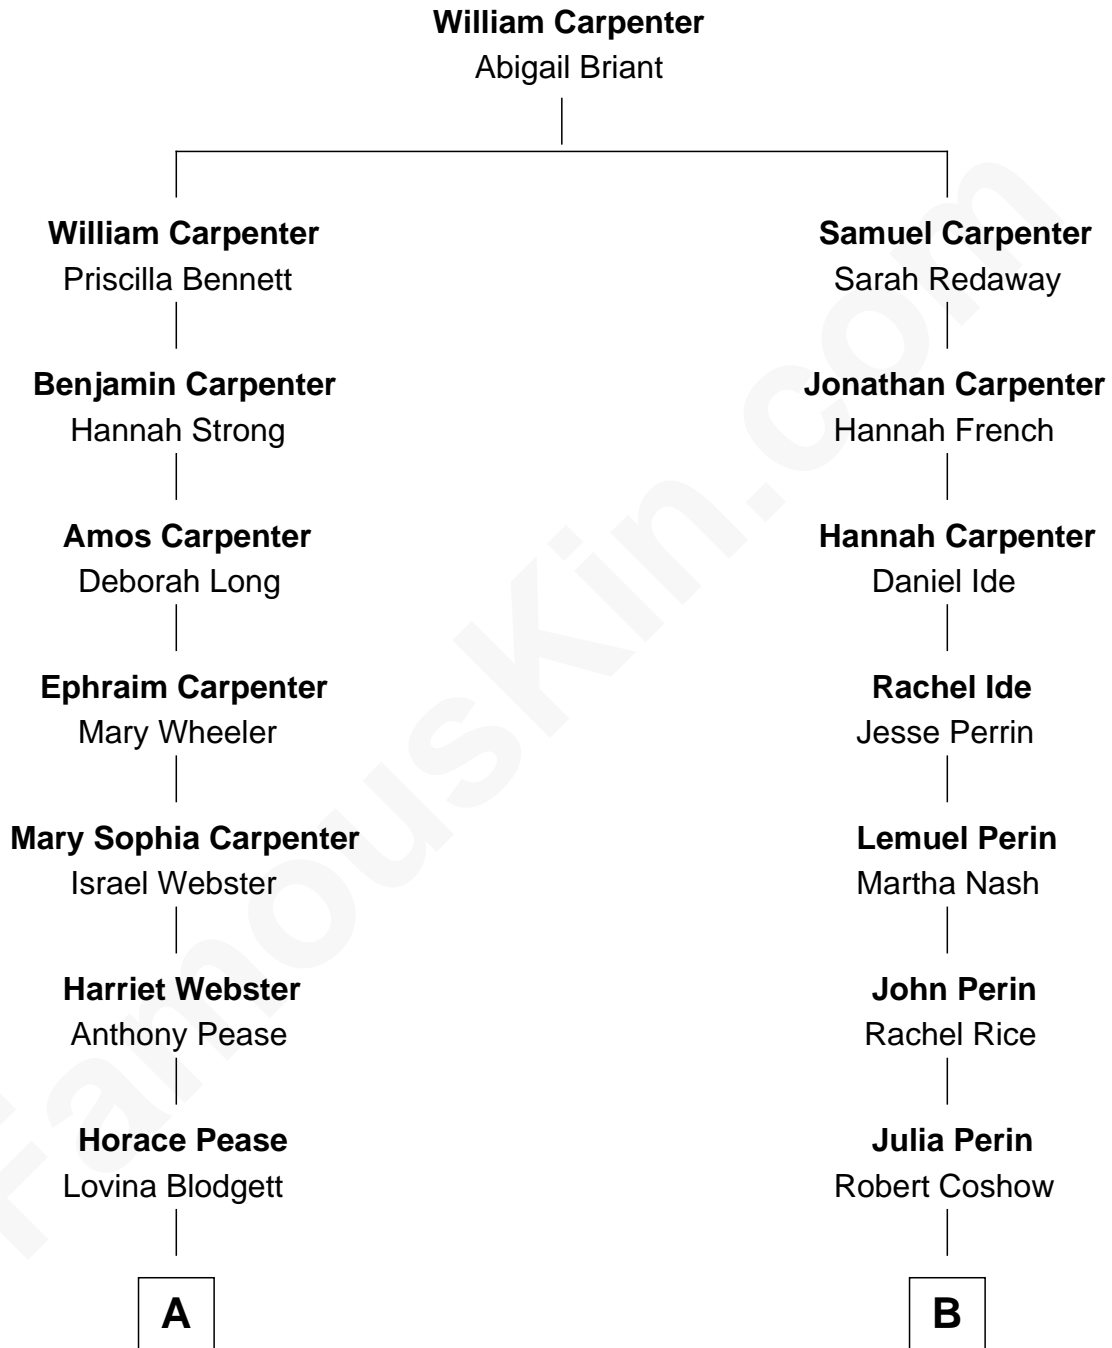 William Carpenter
Abigail Briant
William Carpenter
Priscilla Bennett
Samuel Carpenter
Sarah Redaway
Benjamin Carpenter
Hannah Strong
Jonathan Carpenter
Hannah French
Amos Carpenter
Deborah Long
Hannah Carpenter
Daniel Ide
Ephraim Carpenter
Mary Wheeler
Rachel Ide
Jesse Perrin
Mary Sophia Carpenter
Israel Webster
Lemuel Perin
Martha Nash
Harriet Webster
Anthony Pease
John Perin
Rachel Rice
Horace Pease
Lovina Blodgett
Julia Perin
Robert Coshow
A
B
FamousKin.com